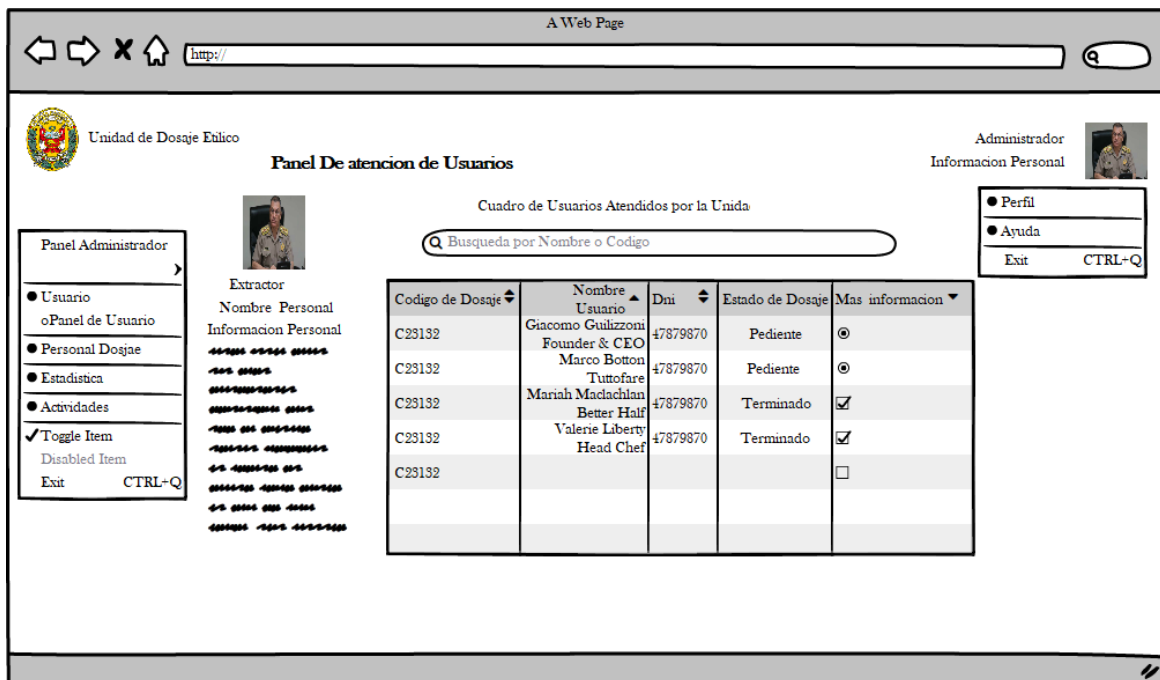 A Web Page
http://
Unidad de Dosaje Etilico
Panel De atencion de Usuarios
Administrador
Informacion Personal
Perfil
Ayuda
Exit CTRL+Q
Panel Administrador
Usuario
oPanel de Usuario
Personal Dosjae
Estadistica
Actividades
Toggle Item
Disabled Item
Exit CTRL+Q
Extractor
Nombre Personal
Informacion Personal
Cuadro de Usuarios Atendidos por la Unida
Busqueda por Nombre o Codigo
Codigo de Dosaje Nombre Usuario Dni Estado de Dosaje Mas informacion
C23132 Giacomo Guilizzoni Founder & CEO 47879870 Pediente
C23132 Marco Botton Tuttofare 47879870 Pediente
C23132 Mariah Maclachlan Better Half 47879870 Terminado
C23132 Valerie Liberty Head Chef 47879870 Terminado
C23132